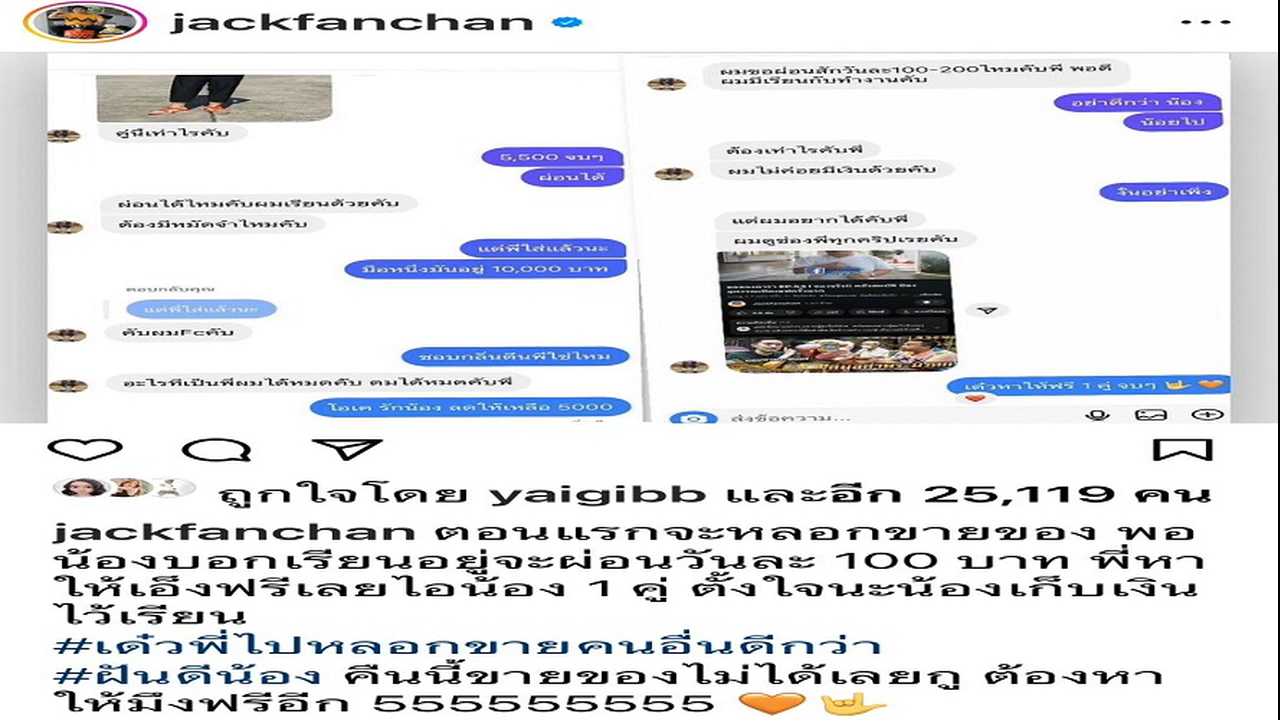 jackfanchan
คู่นี้เท่าไรคับ
5,500 จบๆ
ผ่อนได้
ผ่อนได้ไหมคับผมเรียนด้วยคับ
ต้องมีหมัดจำไหมคับ
แต่พี่ใส่แล้วนะ
มือหนึ่งมันอยู่ 10,000 บาท
ตอบกลับคุณ
แต่พี่ใส่แล้วนะ
คับผมFcคับ
ชอบกลิ่นตีนพี่ใช่ไหม
อะไรที่เป็นพี่ผมได้หมดคับ ดมได้หมดคับพี่
โอเค รักน้อง ลดให้เหลือ 5000
ผมขอผ่อนสักวันละ100-200ไหมคับพี่ พอดี
ผมมีเรียนกับทำงานคับ
อย่าดีกว่า น้อง
น้อยไป
ต้องเท่าไรคับพี่
ผมไม่ค่อยมีเงินด้วยคับ
งั้นอย่าเพิ่ง
แต่ผมอยากได้คับพี่
ผมดูช่องพี่ทุกคริปเรยคับ
เด๋วหาให้ฟรี 1 คู่ จบๆ 🤟 🧡
ส่งข้อความ...
ถูกใจโดย yaigibb และอีก 25,119 คน
jackfanchan ตอนแรกจะหลอกขายของ พอ
น้องบอกเรียนอยู่จะผ่อนวันละ 100 บาท พี่หา
ให้เอ็งฟรีเลยไอน้อง 1 คู่ ตั้งใจนะน้องเก็บเงิน
ไว้เรียน
#เด๋วพี่ไปหลอกขายคนอื่นดีกว่า
#ฝันดีน้อง คืนนี้ขายของไม่ได้เลยกู ต้องหา
ให้มึงฟรีอีก 555555555 🧡 🤟